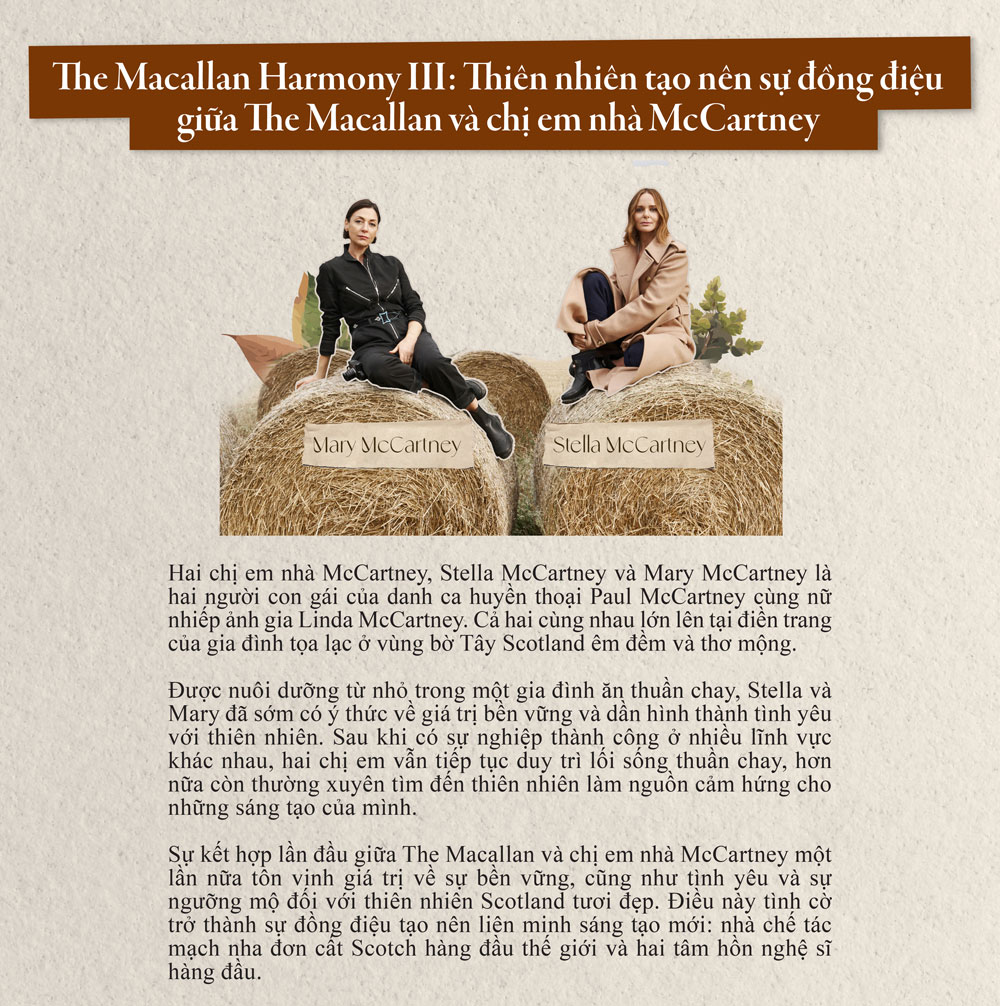 The Macallan Harmony III: Thiên nhiên tạo nên sự đồng điệu
giữa The Macallan và chị em nhà McCartney
Mary McCartney
Stella McCartney
Hai chị em nhà McCartney, Stella McCartney và Mary McCartney là
hai người con gái của danh ca huyền thoại Paul McCartney cùng nữ
nhiếp ảnh gia Linda McCartney. Cả hai cùng nhau lớn lên tại điền trang
của gia đình tọa lạc ở vùng bờ Tây Scotland êm đềm và thơ mộng.
Được nuôi dưỡng từ nhỏ trong một gia đình ăn thuần chay, Stella và
Mary đã sớm có ý thức về giá trị bền vững và dần hình thành tình yêu
với thiên nhiên. Sau khi có sự nghiệp thành công ở nhiều lĩnh vực
khác nhau, hai chị em vẫn tiếp tục duy trì lối sống thuần chay, hơn
nữa còn thường xuyên tìm đến thiên nhiên làm nguồn cảm hứng cho
những sáng tạo của mình.
Sự kết hợp lần đầu giữa The Macallan và chị em nhà McCartney một
lần nữa tôn vinh giá trị về sự bền vững, cũng như tình yêu và sự
ngưỡng mộ đối với thiên nhiên Scotland tươi đẹp. Điều này tình cờ
trở thành sự đồng điệu tạo nên liên minh sáng tạo mới: nhà chế tác
mạch nha đơn cất Scotch hàng đầu thế giới và hai tâm hồn nghệ sĩ
hàng đầu.